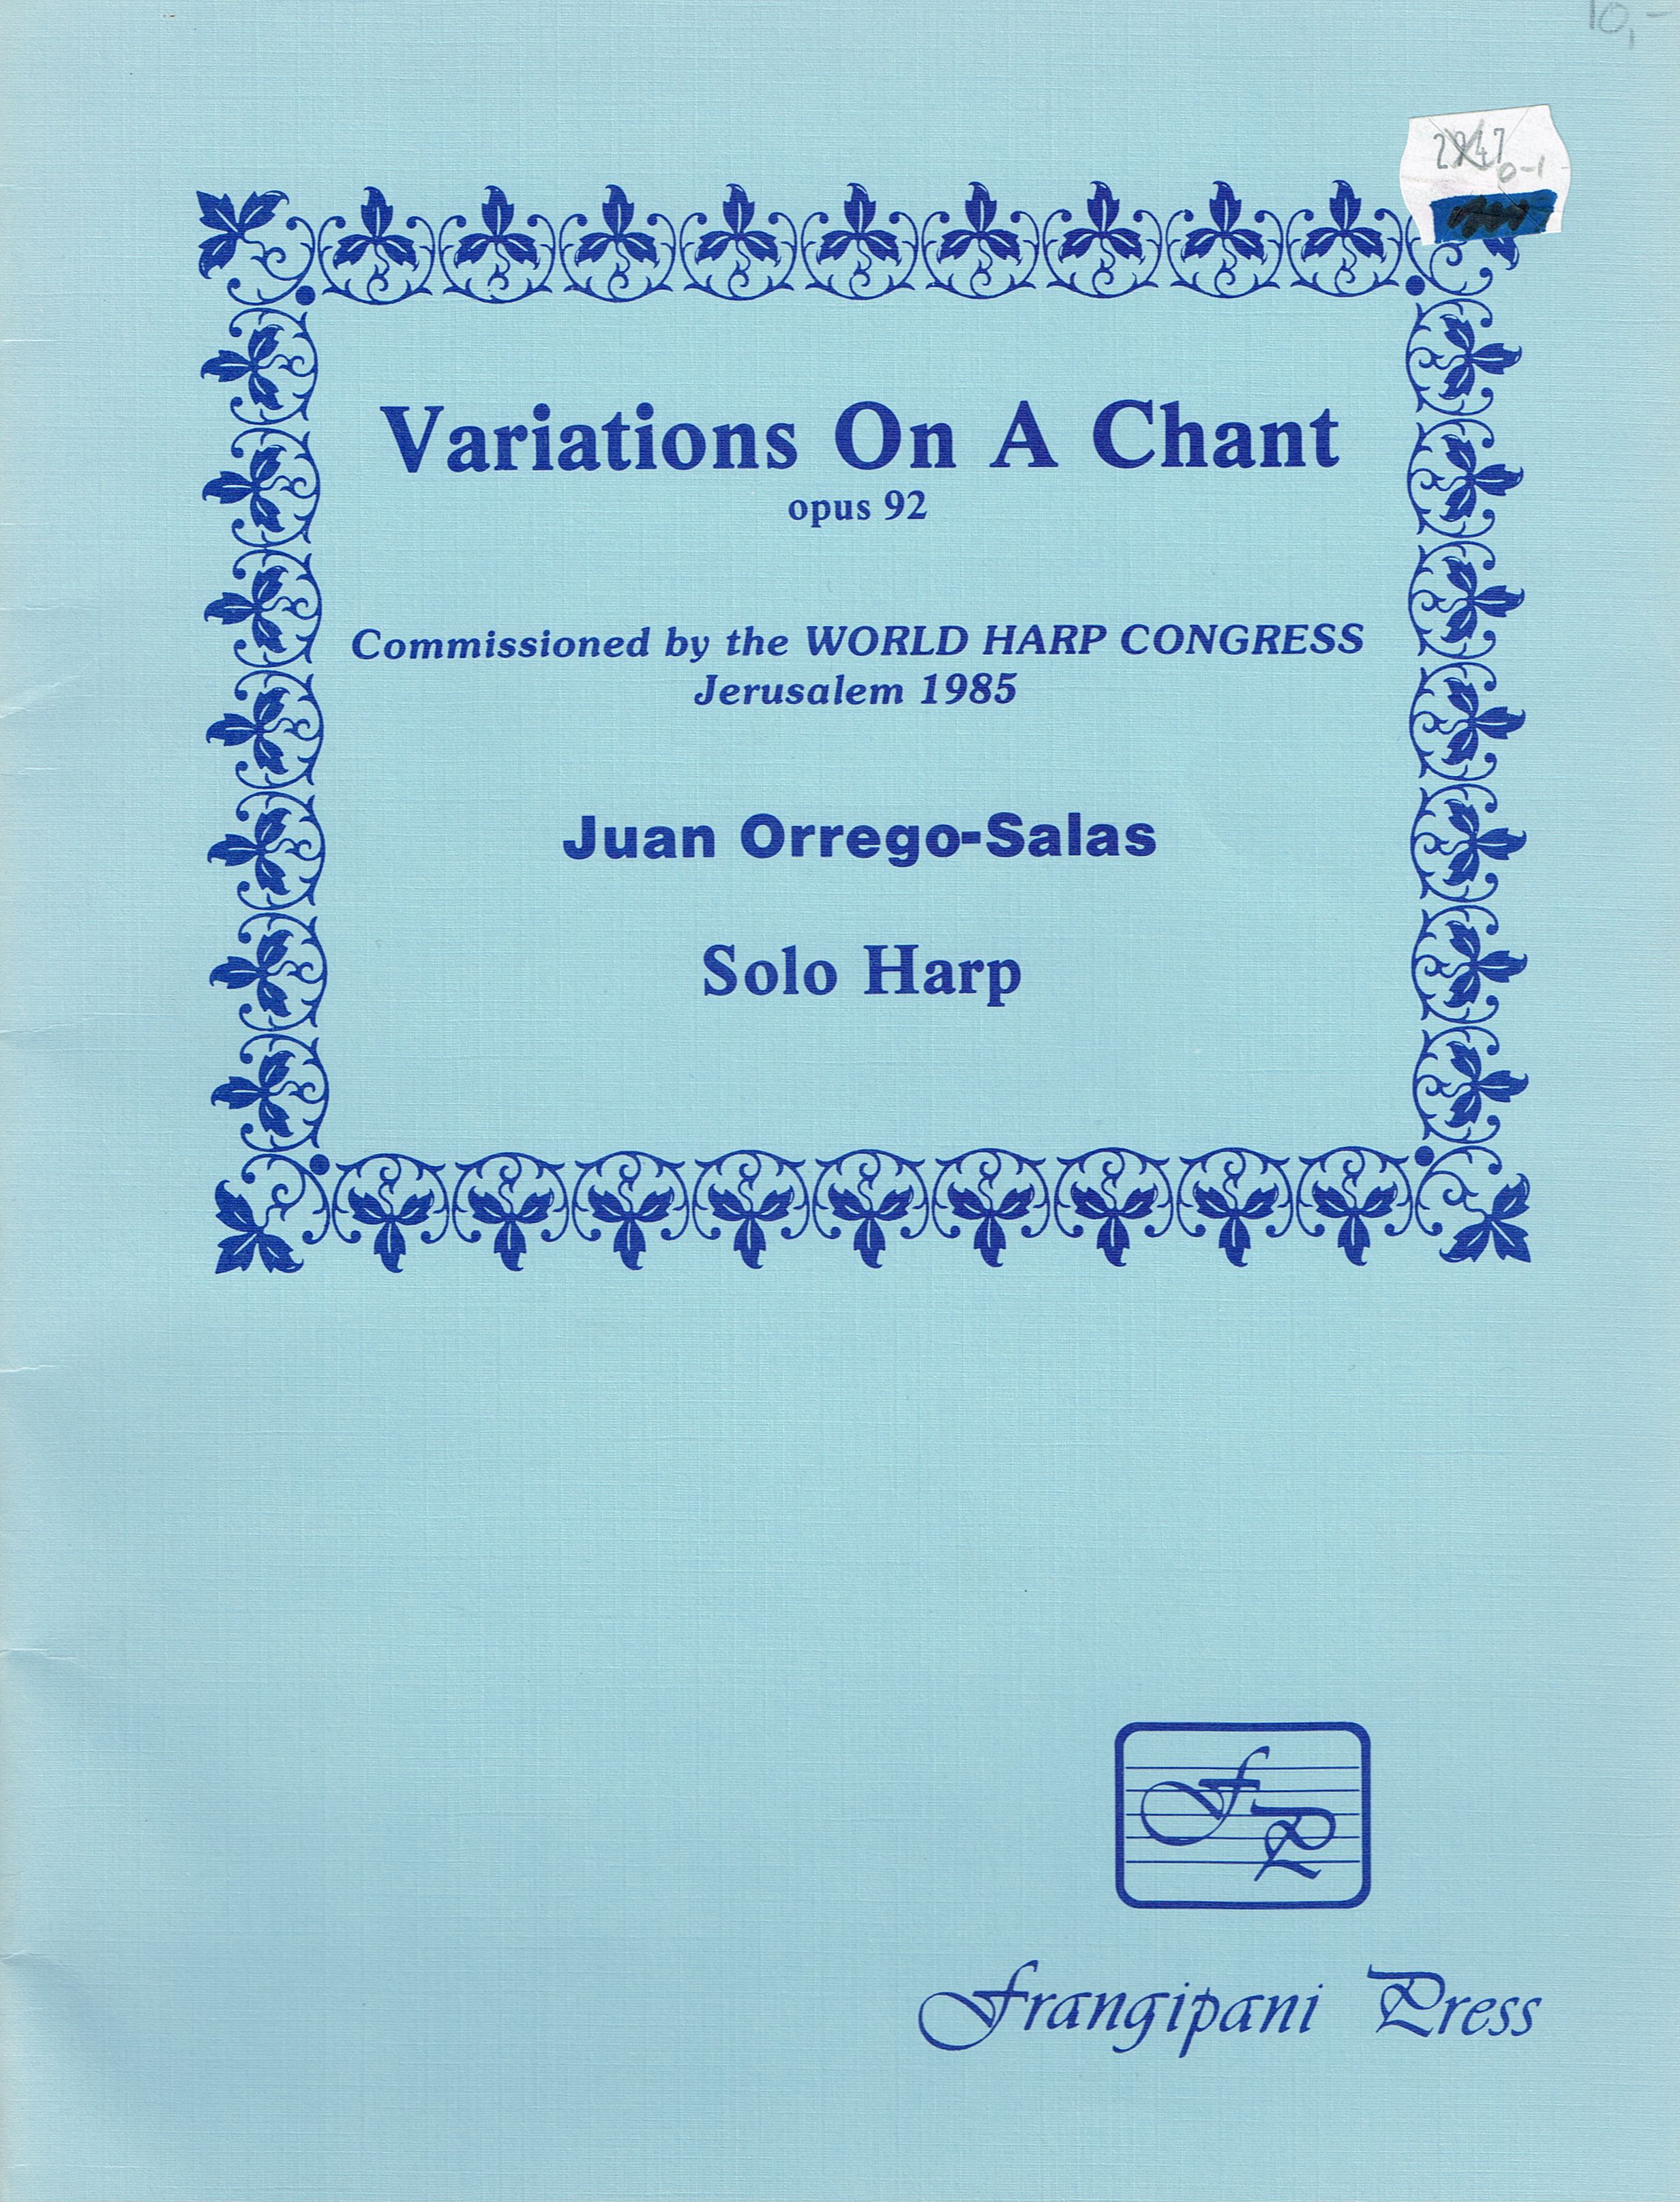 10,-
Variations On A Chant
opus 92
Commissioned by the WORLD HARP CONGRESS
Jerusalem 1985
Juan Orrego-Salas
Solo Harp
FP
Frangipani Press